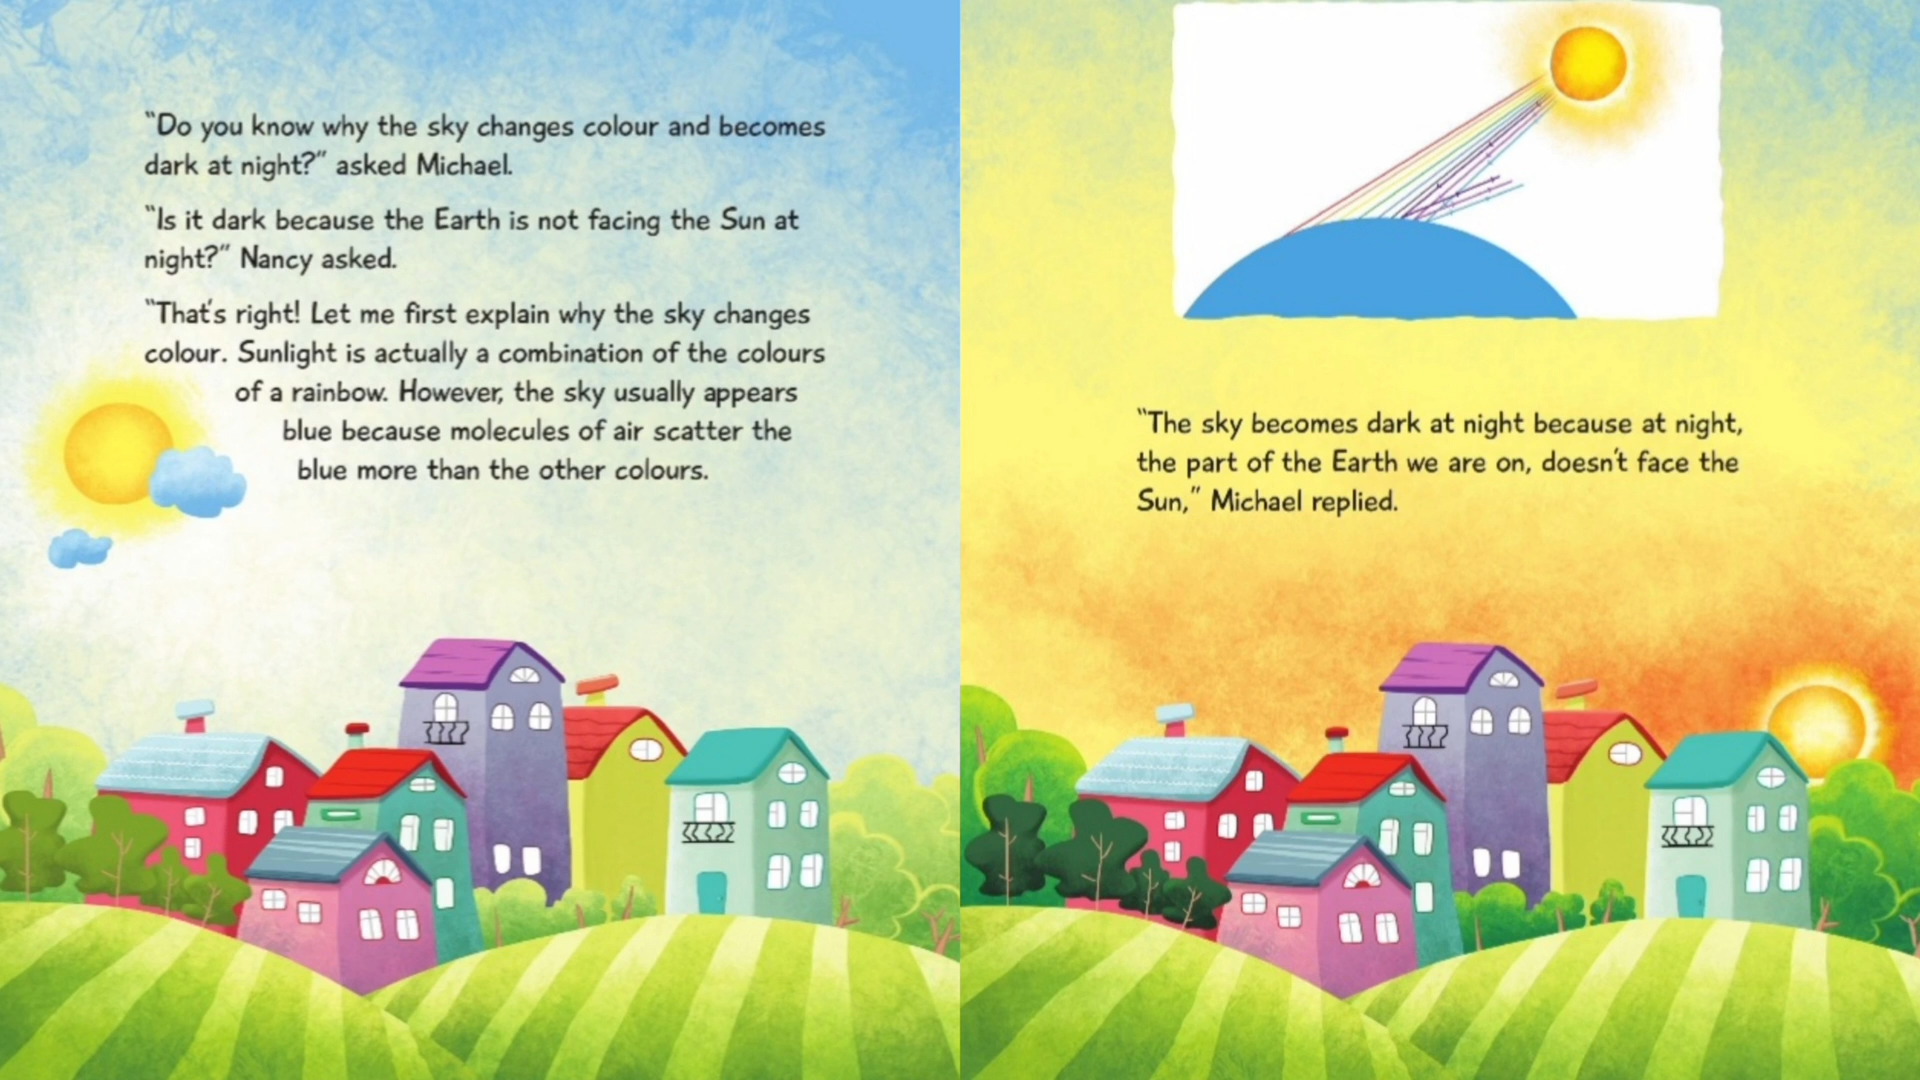 “Do you know why the sky changes colour and becomes
dark at night?” asked Michael.
“Is it dark because the Earth is not facing the Sun at
night?” Nancy asked.
“That’s right! Let me first explain why the sky changes
colour. Sunlight is actually a combination of the colours
of a rainbow. However, the sky usually appears
blue because molecules of air scatter the
blue more than the other colours.
“The sky becomes dark at night because at night,
the part of the Earth we are on, doesn’t face the
Sun,” Michael replied.